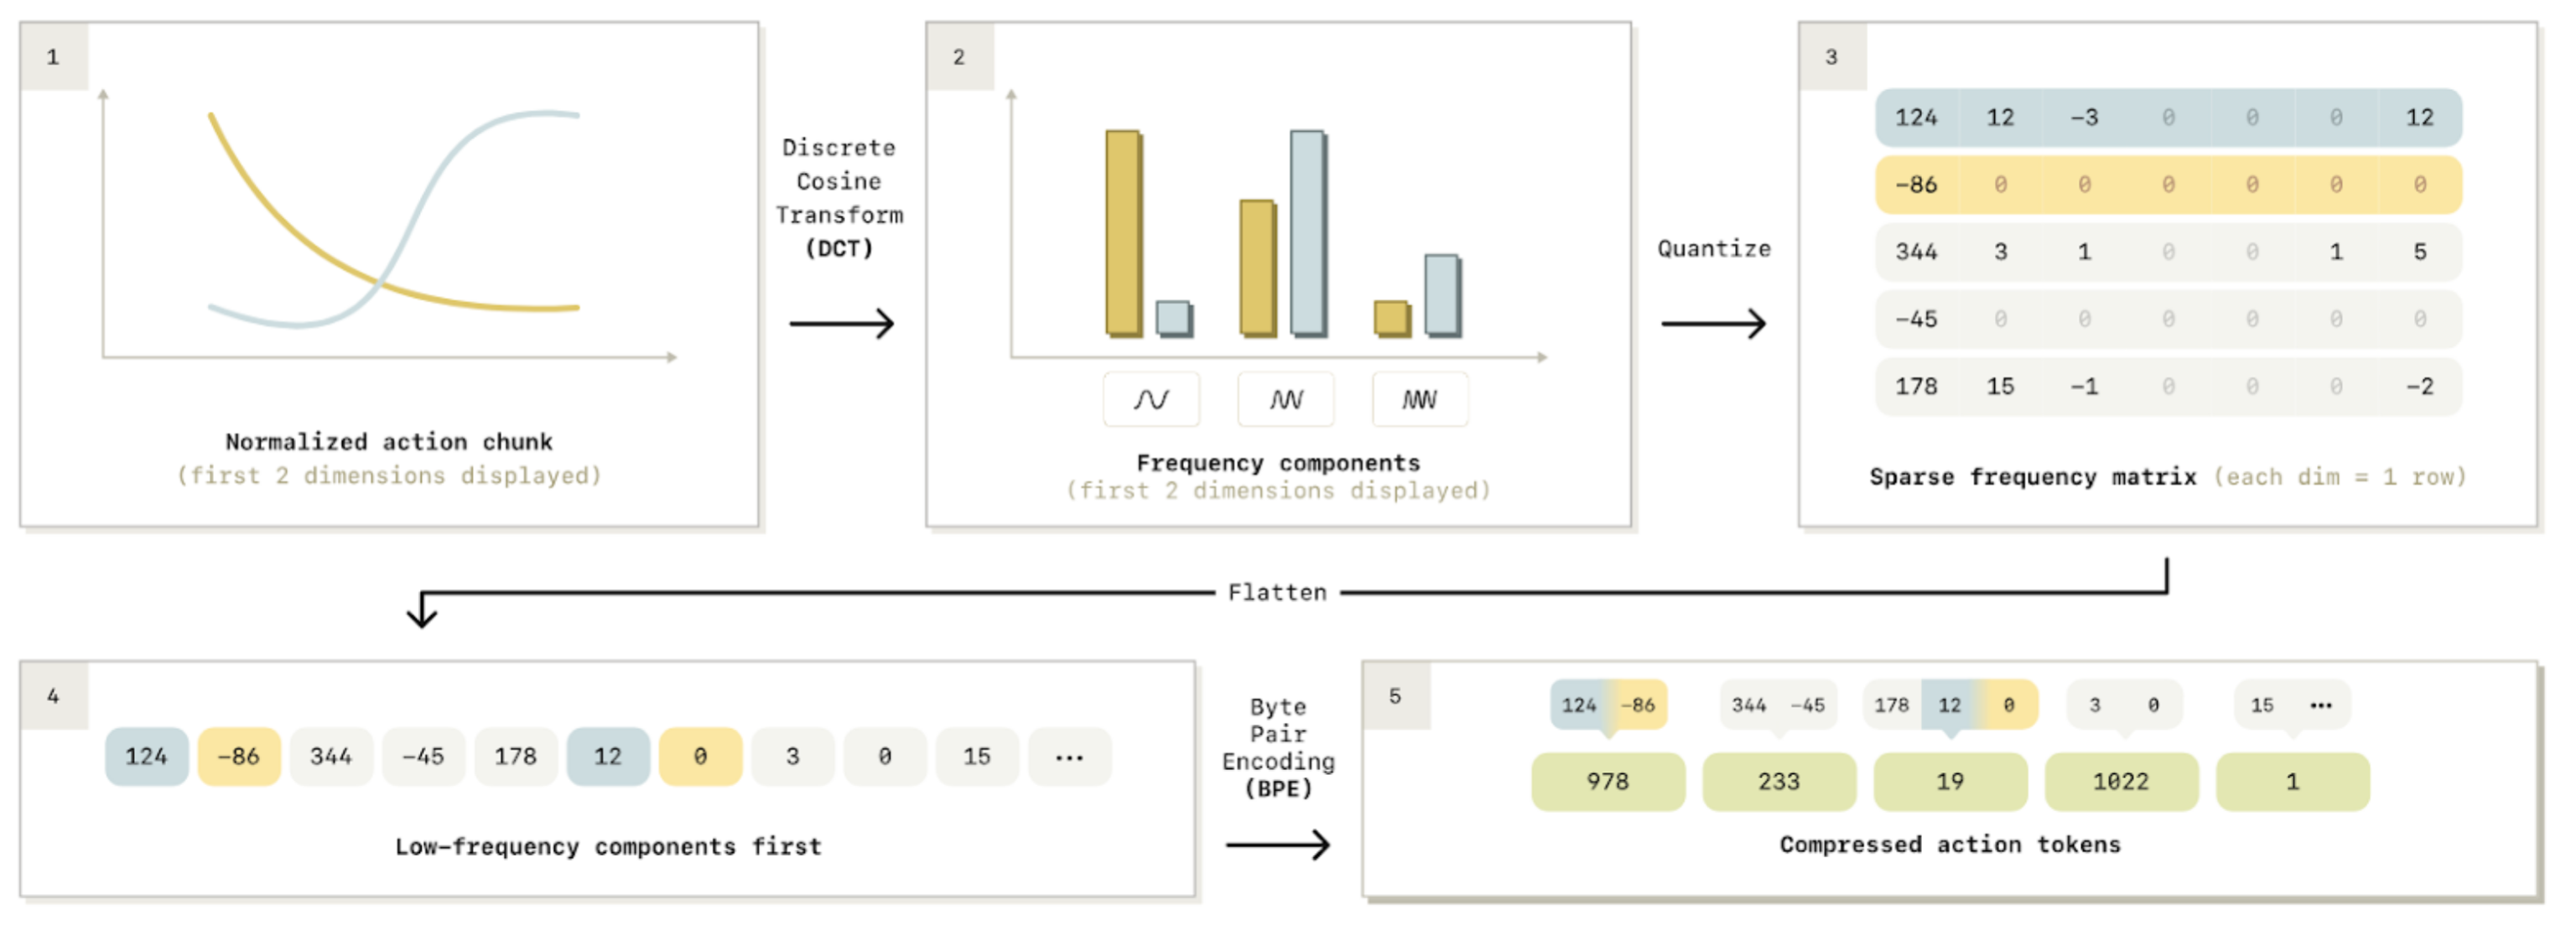 1
Normalized action chunk
(first 2 dimensions displayed)
Discrete
Cosine
Transform
(DCT)
2
Frequency components
(first 2 dimensions displayed)
Quantize
3
124 12 −3 0 0 0 12
−86 0 0 0 0 0 0
344 3 1 0 0 1 5
−45 0 0 0 0 0 0
178 15 −1 0 0 0 −2
Sparse frequency matrix (each dim = 1 row)
Flatten
4
124 −86 344 −45 178 12 0 3 0 15 ...
Low-frequency components first
Byte
Pair
Encoding
(BPE)
5
124 −86 344 −45 178 12 0 3 0 15 ...
978 233 19 1022 1
Compressed action tokens